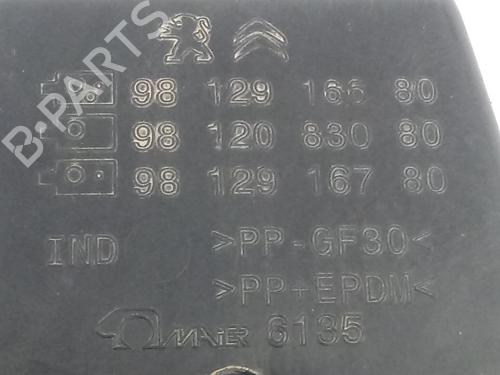 B-PARTS
98 129 166 80
98 120 830 80
98 129 167 80
IND >PP-GF30<
>PP+EPDM<
MAIER 6135